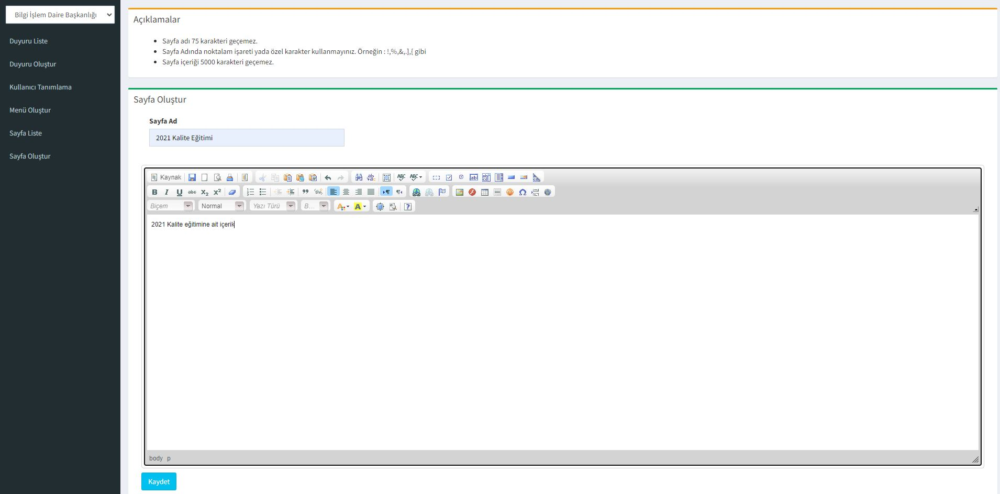 Bilgi İşlem Daire Başkanlığı
Duyuru Liste
Duyuru Oluştur
Kullanıcı Tanımlama
Menü Oluştur
Sayfa Liste
Sayfa Oluştur
Açıklamalar
Sayfa adı 75 karakteri geçemez.
Sayfa Adında noktalam işareti yada özel karakter kullanmayınız. Örneğin : !,%,&,.],{ gibi
Sayfa içeriği 5000 karakteri geçemez.
Sayfa Oluştur
Sayfa Ad
2021 Kalite Eğitimi
Kaynak
Biçem Normal Yazı Türü B...
2021 Kalite eğitimine ait içerik
body p
Kaydet